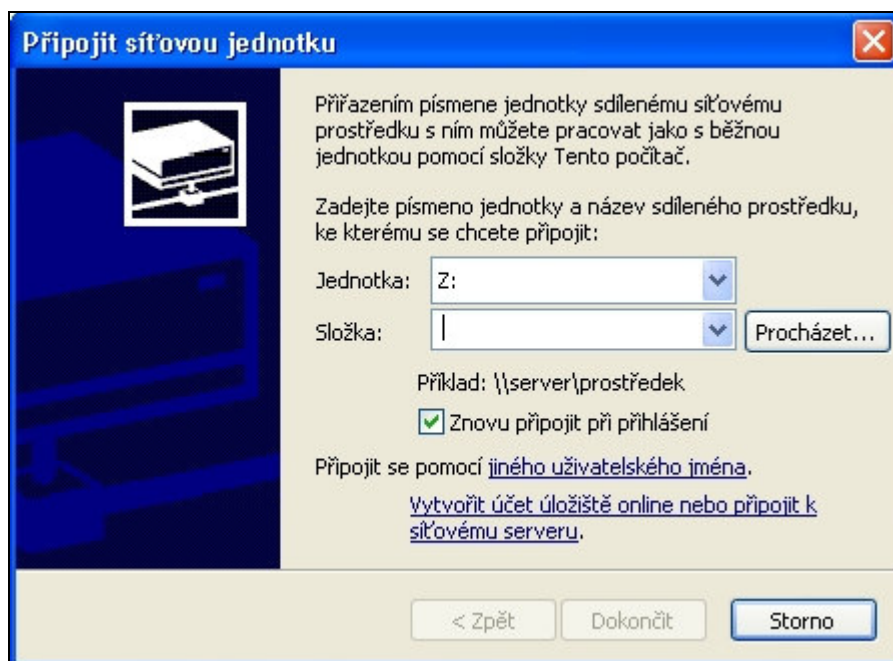 Připojit síťovou jednotku
Přiřazením písmene jednotky sdílenému síťovému
prostředku s ním můžete pracovat jako s běžnou
jednotkou pomocí složky Tento počítač.
Zadejte písmeno jednotky a název sdíleného prostředku,
ke kterému se chcete připojit:
Jednotka: Z:
Složka: Procházet...
Příklad: \\server\prostředek
Znovu připojit při přihlášení
Připojit se pomocí jiného uživatelského jména.
Vytvořit účet úložiště online nebo připojit k
síťovému serveru.
< Zpět Dokončit Storno